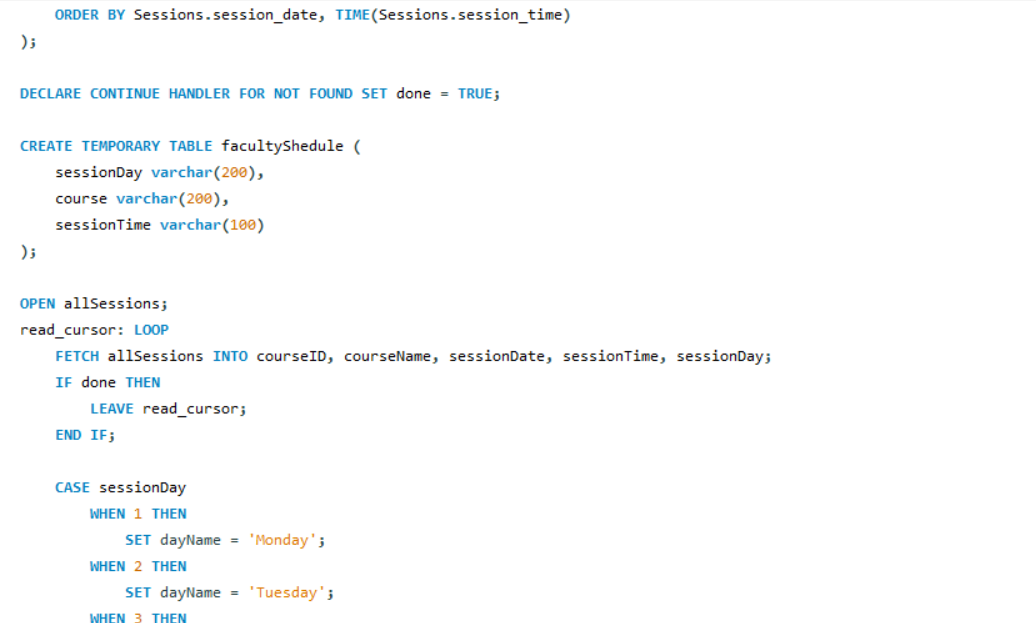 ORDER BY Sessions.session_date, TIME(Sessions.session_time)
);
DECLARE CONTINUE HANDLER FOR NOT FOUND SET done = TRUE;
CREATE TEMPORARY TABLE facultyShedule (
sessionDay varchar(200),
course varchar(200),
sessionTime varchar(100)
);
OPEN allSessions;
read_cursor: LOOP
FETCH allSessions INTO courseID, courseName, sessionDate, sessionTime, sessionDay;
IF done THEN
LEAVE read_cursor;
END IF;
CASE sessionDay
WHEN 1 THEN
SET dayName = 'Monday';
WHEN 2 THEN
SET dayName = 'Tuesday';
WHEN 3 THEN